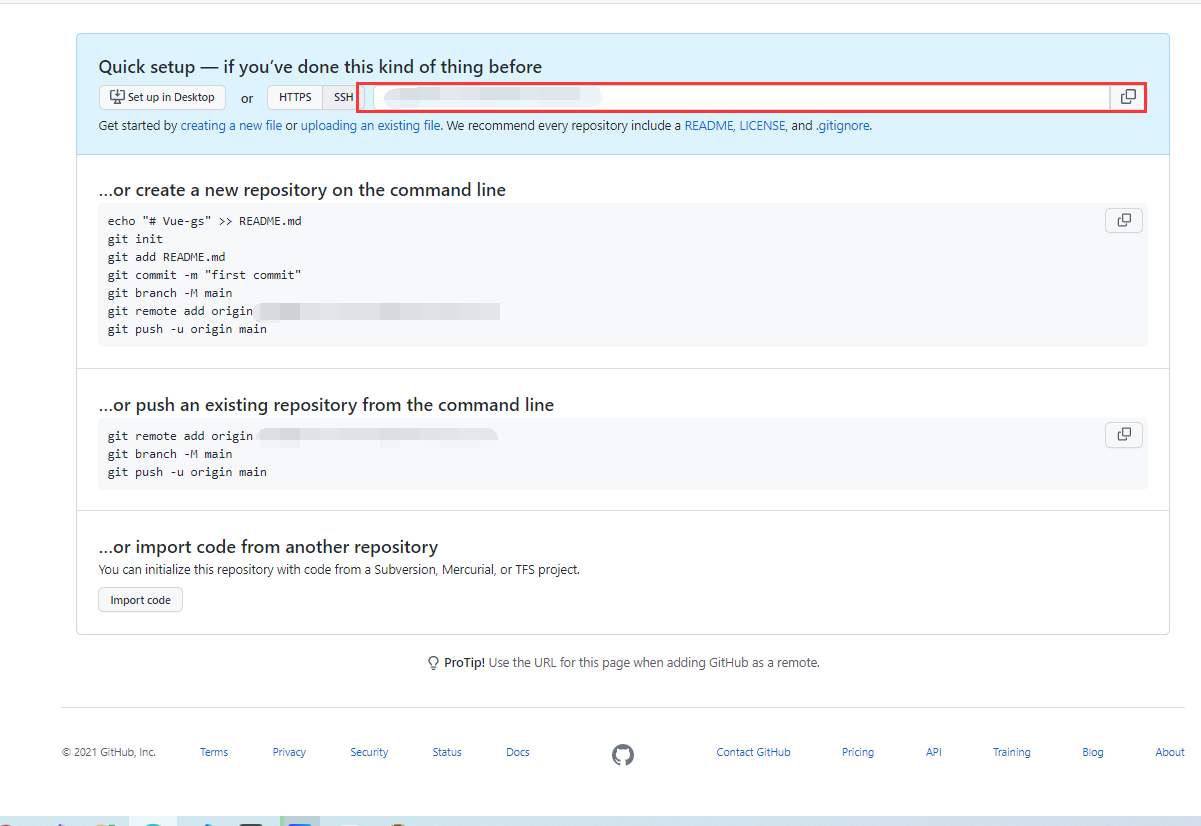 Quick setup — if you’ve done this kind of thing before
Set up in Desktop or HTTPS SSH
Get started by creating a new file or uploading an existing file. We recommend every repository include a README, LICENSE, and .gitignore.
…or create a new repository on the command line
echo "# Vue-gs" >> README.md
git init
git add README.md
git commit -m "first commit"
git branch -M main
git remote add origin
git push -u origin main
…or push an existing repository from the command line
git remote add origin
git branch -M main
git push -u origin main
…or import code from another repository
You can initialize this repository with code from a Subversion, Mercurial, or TFS project.
Import code
ProTip! Use the URL for this page when adding GitHub as a remote.
© 2021 GitHub, Inc. Terms Privacy Security Status Docs Contact GitHub Pricing API Training Blog About